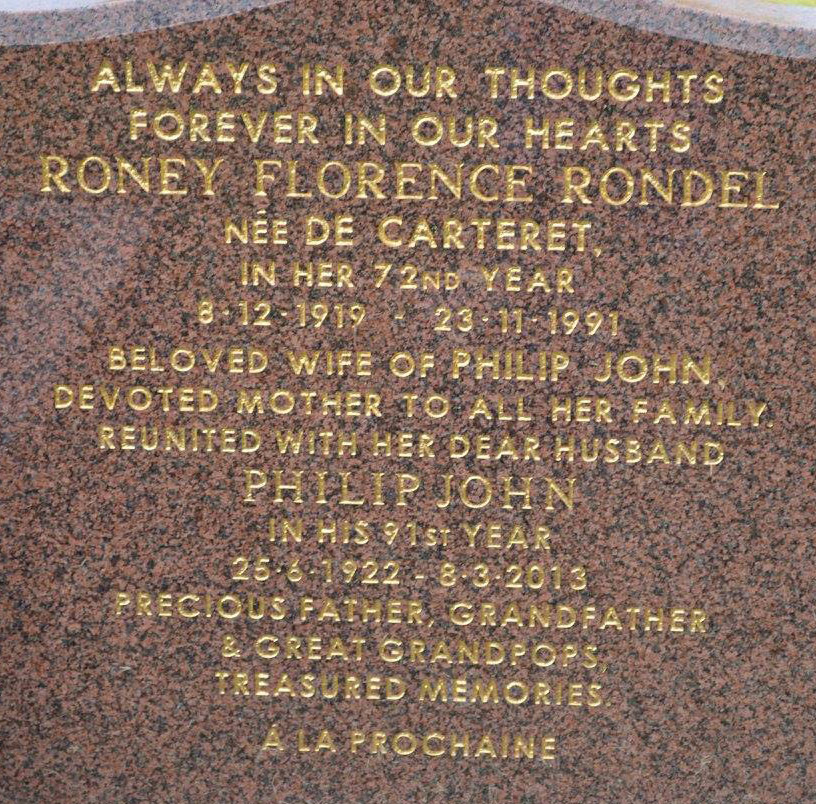 ALWAYS IN OUR THOUGHTS
FOREVER IN OUR HEARTS
RONEY FLORENCE RONDEL
NÉE DE CARTERET,
IN HER 72ND YEAR
8·12·1919 - 23·11·1991
BELOVED WIFE OF PHILIP JOHN,
DEVOTED MOTHER TO ALL HER FAMILY.
REUNITED WITH HER DEAR HUSBAND
PHILIP JOHN
IN HIS 91ST YEAR
25·6·1922 - 8·3·2013
PRECIOUS FATHER, GRANDFATHER
& GREAT GRANDPOPS,
TREASURED MEMORIES.
Á LA PROCHAINE